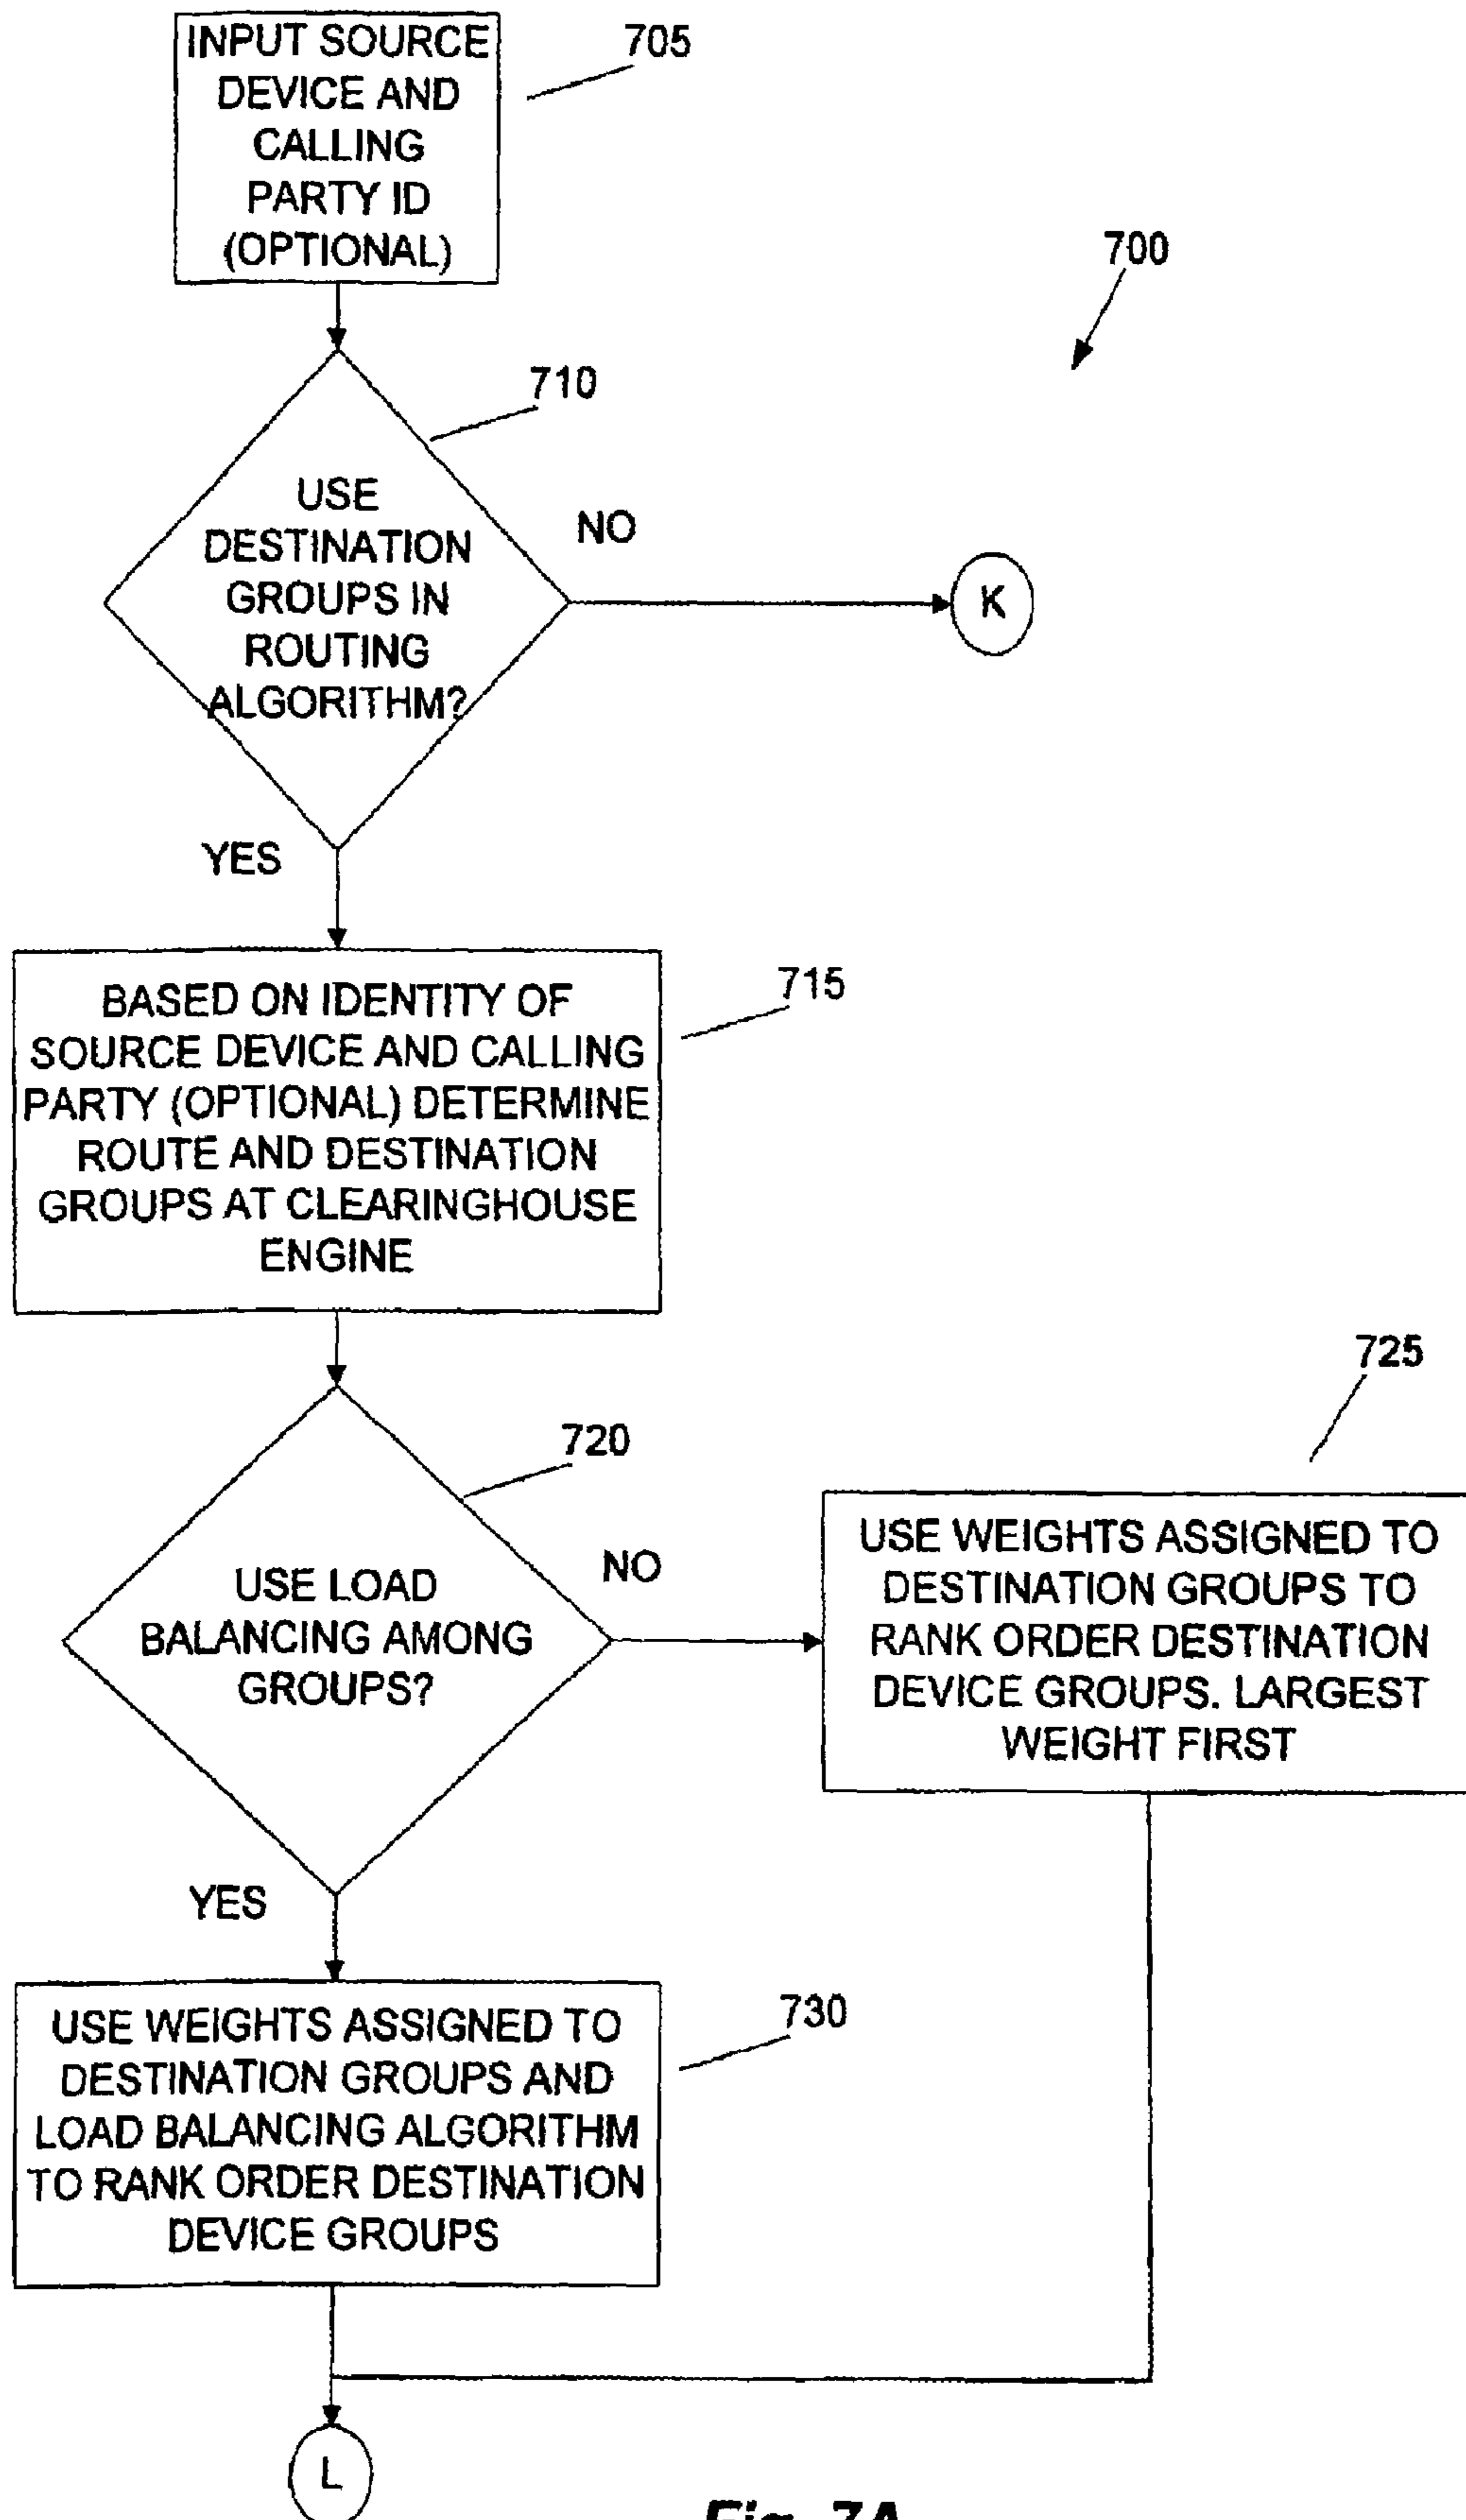 INPUT SOURCE
DEVICE AND
CALLING
PARTY ID
(OPTIONAL)
705
700
710
USE
DESTINATION
GROUPS IN
ROUTING
ALGORITHM?
NO
K
YES
BASED ON IDENTITY OF
SOURCE DEVICE AND CALLING
PARTY (OPTIONAL) DETERMINE
ROUTE AND DESTINATION
GROUPS AT CLEARINGHOUSE
ENGINE
715
720
USE LOAD
BALANCING AMONG
GROUPS?
NO
725
USE WEIGHTS ASSIGNED TO
DESTINATION GROUPS TO
RANK ORDER DESTINATION
DEVICE GROUPS. LARGEST
WEIGHT FIRST
YES
USE WEIGHTS ASSIGNED TO
DESTINATION GROUPS AND
LOAD BALANCING ALGORITHM
TO RANK ORDER DESTINATION
DEVICE GROUPS
730
L
Fig. 7A